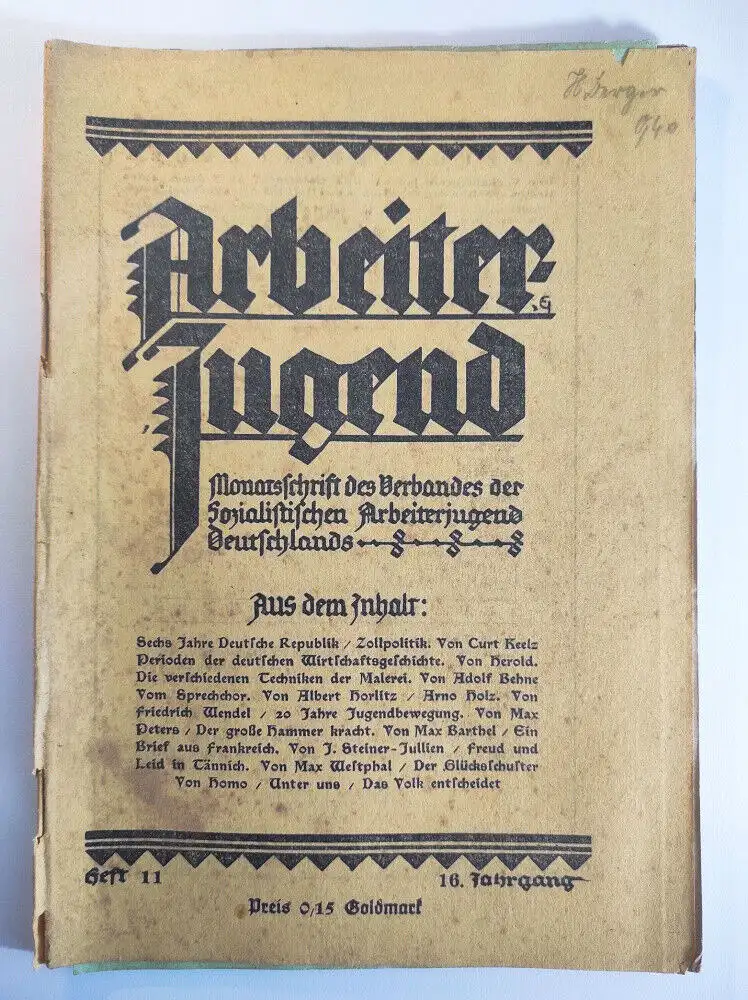 H Berger
940
Arbeiter-
Jugend
Monatsschrift des Verbandes der
Sozialistischen Arbeiterjugend
Deutschlands
Aus dem Inhalt:
Sechs Jahre Deutsche Republik / Zollpolitik. Von Curt Keelz
Perioden der deutschen Wirtschaftsgeschichte. Von Herold.
Die verschiedenen Techniken der Malerei. Von Adolf Behne
Vom Sprechchor. Von Albert Horlitz / Arno Holz. Von
Friedrich Wendel / 20 Jahre Jugendbewegung. Von Max
Peters / Der große Hammer kracht. Von Max Barthel / Ein
Brief aus Frankreich. Von J. Steiner-Jullien / Freud und
Leid in Tännich. Von Max Westphal / Der Glücksschuster
Von Homo / Unter uns / Das Volk entscheidet
Heft 11
16. Jahrgang
Preis 0,15 Goldmark